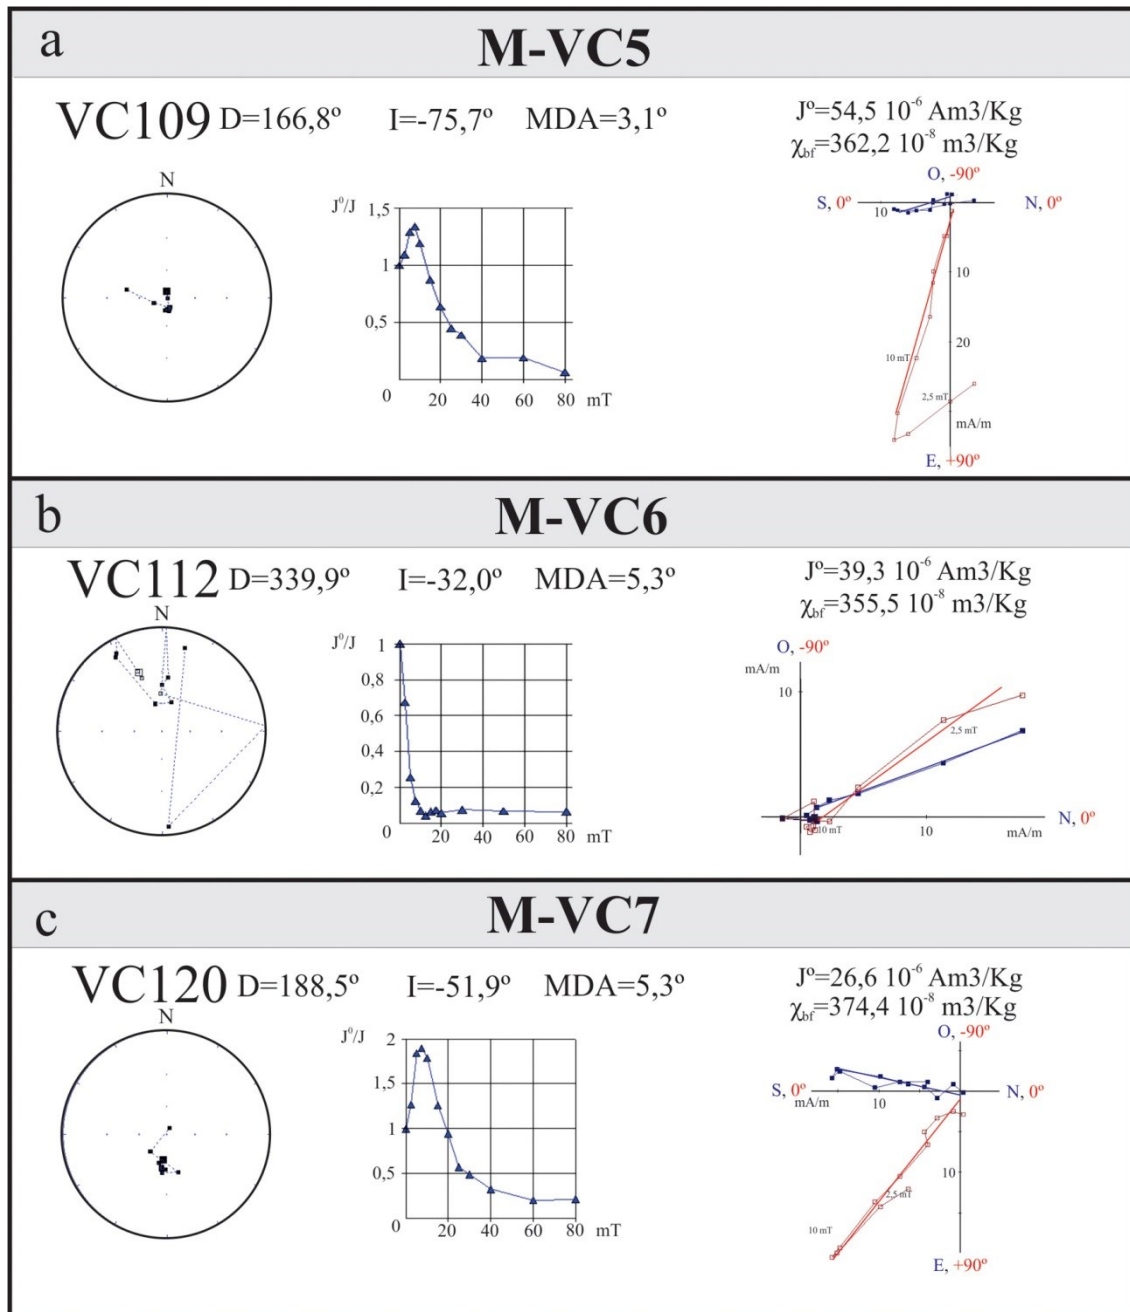 a
M-VC5
VC109 D=166,8º I=-75,7º MDA=3,1º
Jº=54,5 10⁻⁶ Am3/Kg
χbf=362,2 10⁻⁸ m3/Kg
N
J⁰/J
1,5
1
0,5
0
20 40 60 80 mT
O, -90º
S, 0º
10
N, 0º
10
20
10 mT
2,5 mT
mA/m
E, +90º
b
M-VC6
VC112 D=339,9º I=-32,0º MDA=5,3º
Jº=39,3 10⁻⁶ Am3/Kg
χbf=355,5 10⁻⁸ m3/Kg
N
J⁰/J
1
0,8
0,6
0,4
0,2
0
20 40 60 80 mT
O, -90º
mA/m
10
2,5 mT
10 mT
10
mA/m
N, 0º
c
M-VC7
VC120 D=188,5º I=-51,9º MDA=5,3º
Jº=26,6 10⁻⁶ Am3/Kg
χbf=374,4 10⁻⁸ m3/Kg
N
J⁰/J
2
1,5
1
0,5
0
20 40 60 80 mT
O, -90º
S, 0º
mA/m
10
N, 0º
10
2,5 mT
10 mT
E, +90º